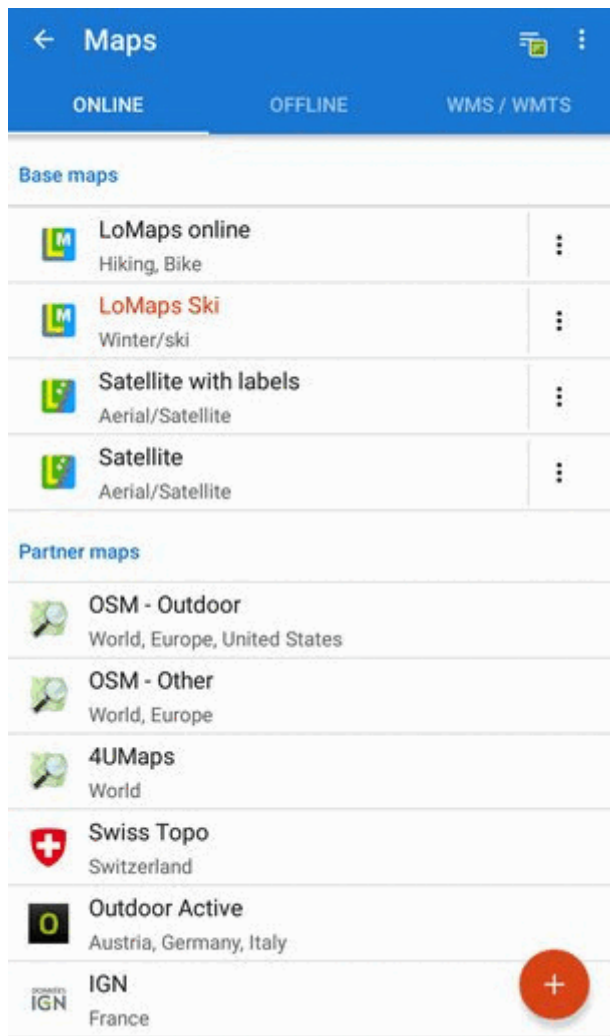 Maps
ONLINE OFFLINE WMS / WMTS
Base maps
LoMaps online
Hiking, Bike
LoMaps Ski
Winter/ski
Satellite with labels
Aerial/Satellite
Satellite
Aerial/Satellite
Partner maps
OSM - Outdoor
World, Europe, United States
OSM - Other
World, Europe
4UMaps
World
Swiss Topo
Switzerland
Outdoor Active
Austria, Germany, Italy
IGN
France